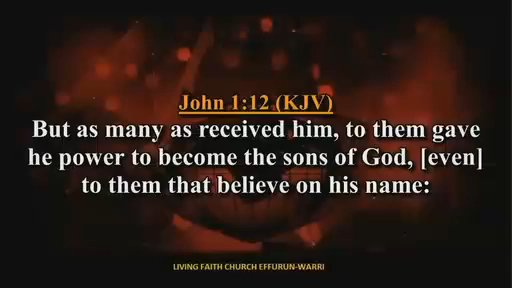 John 1:12 (KJV)
But as many as received him, to them gave
he power to become the sons of God, [even]
to them that believe on his name:
LIVING FAITH CHURCH EFFURUN-WARRI